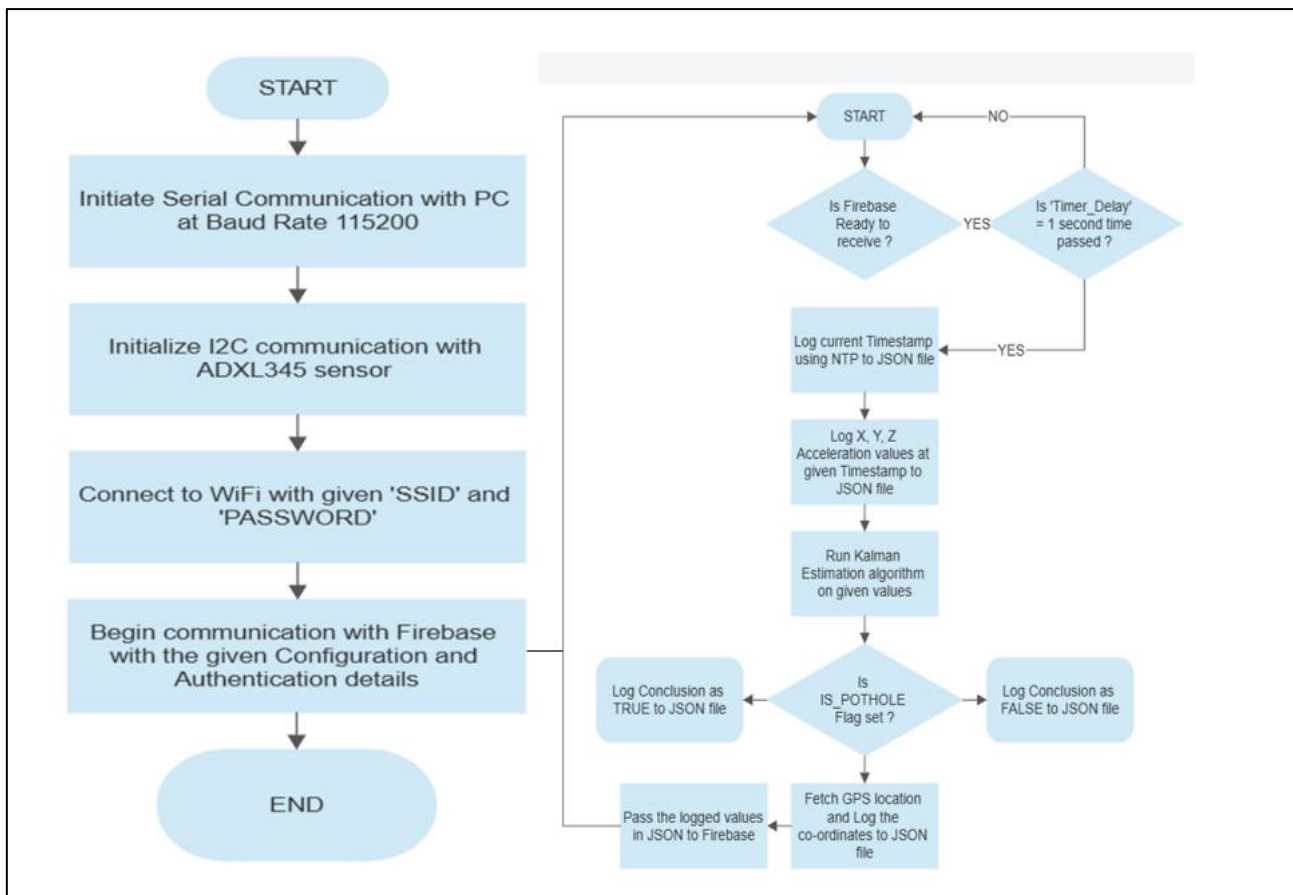 START
Initiate Serial Communication with PC
at Baud Rate 115200
Initialize I2C communication with
ADXL345 sensor
Connect to WiFi with given 'SSID' and
'PASSWORD'
Begin communication with Firebase
with the given Configuration and
Authentication details
END
START
NO
Is Firebase
Ready to
receive ?
YES
Is 'Timer_Delay'
= 1 second time
passed ?
YES
Log current Timestamp
using NTP to JSON file
Log X, Y, Z
Acceleration values at
given Timestamp to
JSON file
Run Kalman
Estimation algorithm
on given values
Is
IS_POTHOLE
Flag set ?
Log Conclusion as
TRUE to JSON file
Log Conclusion as
FALSE to JSON file
Fetch GPS location
and Log the
co-ordinates to JSON
file
Pass the logged values
in JSON to Firebase